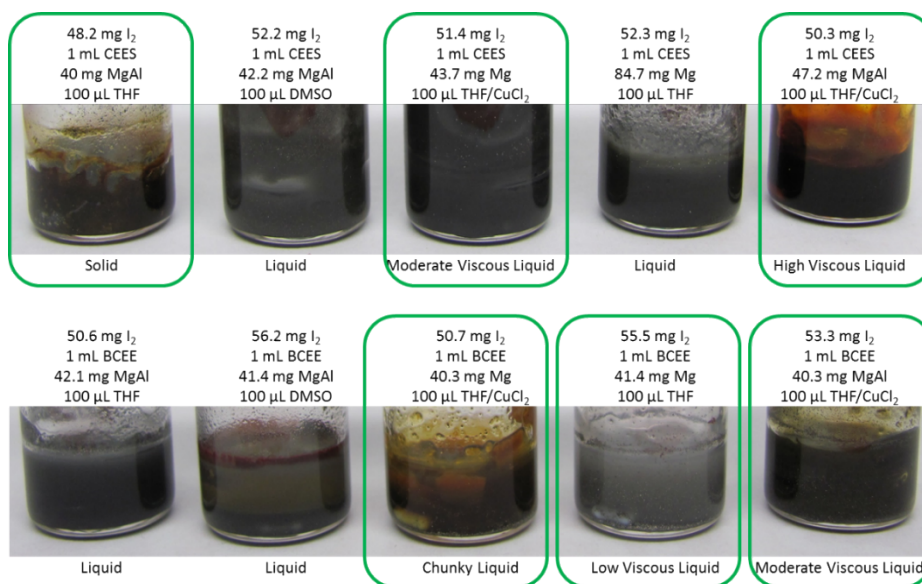 48.2 mg I₂
1 mL CEES
40 mg MgAl
100 µL THF
Solid
52.2 mg I₂
1 mL CEES
42.2 mg MgAl
100 µL DMSO
Liquid
51.4 mg I₂
1 mL CEES
43.7 mg Mg
100 µL THF/CuCl₂
Moderate Viscous Liquid
52.3 mg I₂
1 mL CEES
84.7 mg Mg
100 µL THF
Liquid
50.3 mg I₂
1 mL CEES
47.2 mg MgAl
100 µL THF/CuCl₂
High Viscous Liquid
50.6 mg I₂
1 mL BCEE
42.1 mg MgAl
100 µL THF
Liquid
56.2 mg I₂
1 mL BCEE
41.4 mg MgAl
100 µL DMSO
Liquid
50.7 mg I₂
1 mL BCEE
40.3 mg Mg
100 µL THF/CuCl₂
Chunky Liquid
55.5 mg I₂
1 mL BCEE
41.4 mg Mg
100 µL THF
Low Viscous Liquid
53.3 mg I₂
1 mL BCEE
40.3 mg MgAl
100 µL THF/CuCl₂
Moderate Viscous Liquid